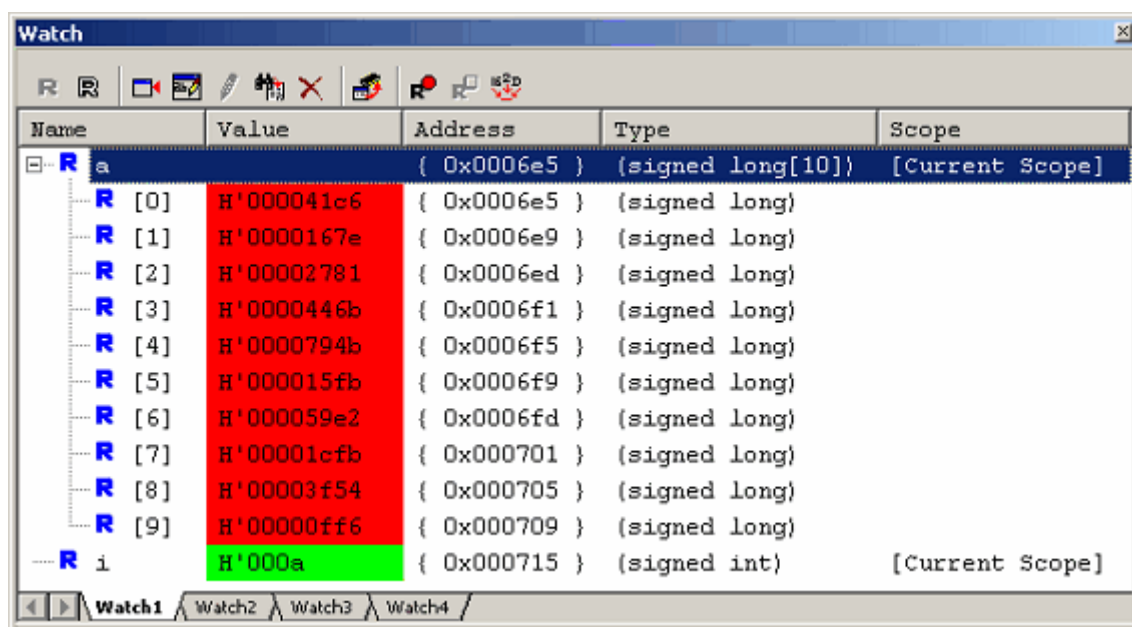 Watch
R R R R
Name Value Address Type Scope
R a { 0x0006e5 } (signed long[10]) [Current Scope]
R [0] H'000041c6 { 0x0006e5 } (signed long)
R [1] H'0000167e { 0x0006e9 } (signed long)
R [2] H'00002781 { 0x0006ed } (signed long)
R [3] H'0000446b { 0x0006f1 } (signed long)
R [4] H'0000794b { 0x0006f5 } (signed long)
R [5] H'000015fb { 0x0006f9 } (signed long)
R [6] H'000059e2 { 0x0006fd } (signed long)
R [7] H'00001cfb { 0x000701 } (signed long)
R [8] H'00003f54 { 0x000705 } (signed long)
R [9] H'00000ff6 { 0x000709 } (signed long)
R i H'000a { 0x000715 } (signed int) [Current Scope]
Watch1 Watch2 Watch3 Watch4